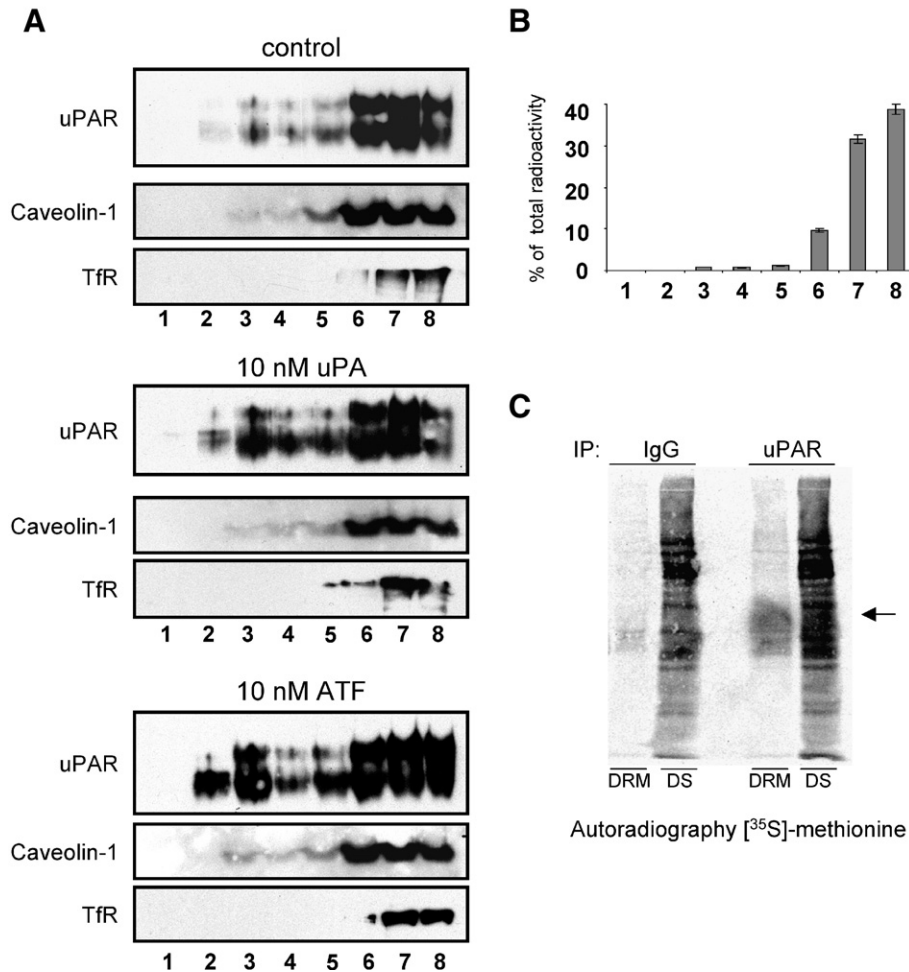 A
control
uPAR
Caveolin-1
TfR
1 2 3 4 5 6 7 8
10 nM uPA
uPAR
Caveolin-1
TfR
1 2 3 4 5 6 7 8
10 nM ATF
uPAR
Caveolin-1
TfR
1 2 3 4 5 6 7 8
B
% of total radioactivity
40
30
20
10
0
1 2 3 4 5 6 7 8
C
IP: IgG uPAR
DRM DS DRM DS
Autoradiography [³⁵S]-methionine